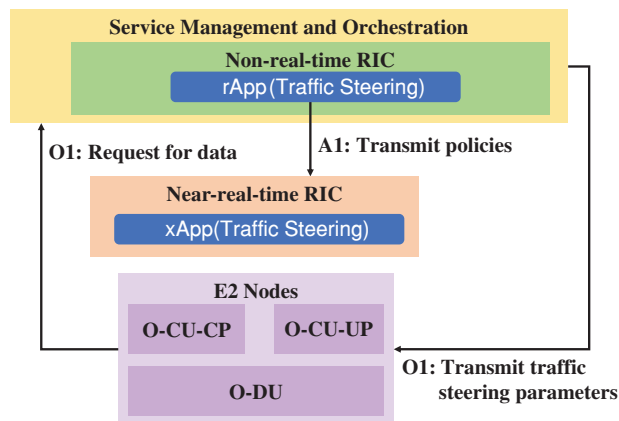 Service Management and Orchestration
Non-real-time RIC
rApp(Traffic Steering)
O1: Request for data
A1: Transmit policies
Near-real-time RIC
xApp(Traffic Steering)
E2 Nodes
O-CU-CP
O-CU-UP
O-DU
O1: Transmit traffic
steering parameters